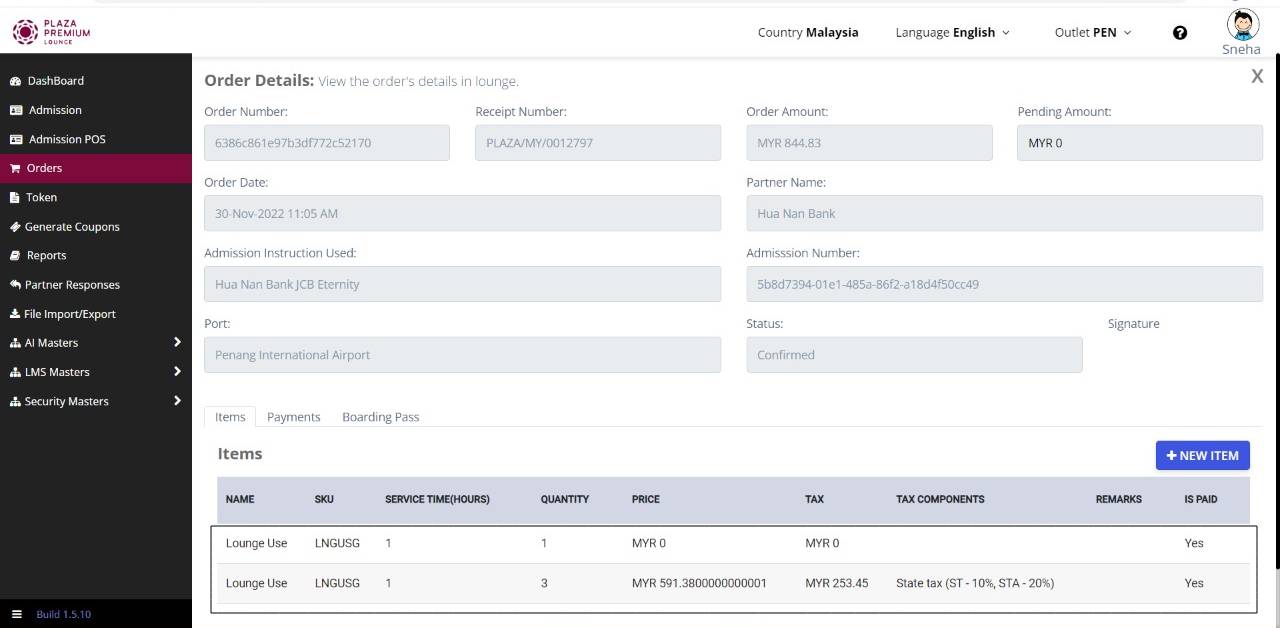 PLAZA
PREMIUM
LOUNGE
Country Malaysia
Language English
Outlet PEN
?
Sneha
DashBoard
Admission
Admission POS
Orders
Token
Generate Coupons
Reports
Partner Responses
File Import/Export
AI Masters
LMS Masters
Security Masters
Build 1.5.10
Order Details: View the order's details in lounge.
X
Order Number: Receipt Number: Order Amount: Pending Amount:
6386c861e97b3df772c52170 PLAZA/MY/0012797 MYR 844.83 MYR 0
Order Date: Partner Name:
30-Nov-2022 11:05 AM Hua Nan Bank
Admission Instruction Used: Admisssion Number:
Hua Nan Bank JCB Eternity 5b8d7394-01e1-485a-86f2-a18d4f50cc49
Port: Status: Signature
Penang International Airport Confirmed
Items Payments Boarding Pass
Items
+ NEW ITEM
NAME SKU SERVICE TIME(HOURS) QUANTITY PRICE TAX TAX COMPONENTS REMARKS IS PAID
Lounge Use LNGUSG 1 1 MYR 0 MYR 0 Yes
Lounge Use LNGUSG 1 3 MYR 591.3800000000001 MYR 253.45 State tax (ST - 10%, STA - 20%) Yes